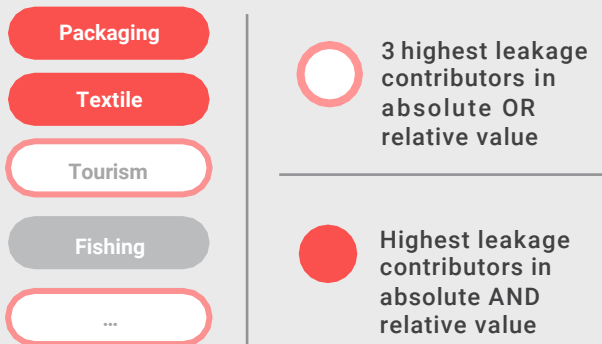 Packaging
Textile
Tourism
Fishing
...
3 highest leakage
contributors in
absolute OR
relative value
Highest leakage
contributors in
absolute AND
relative value